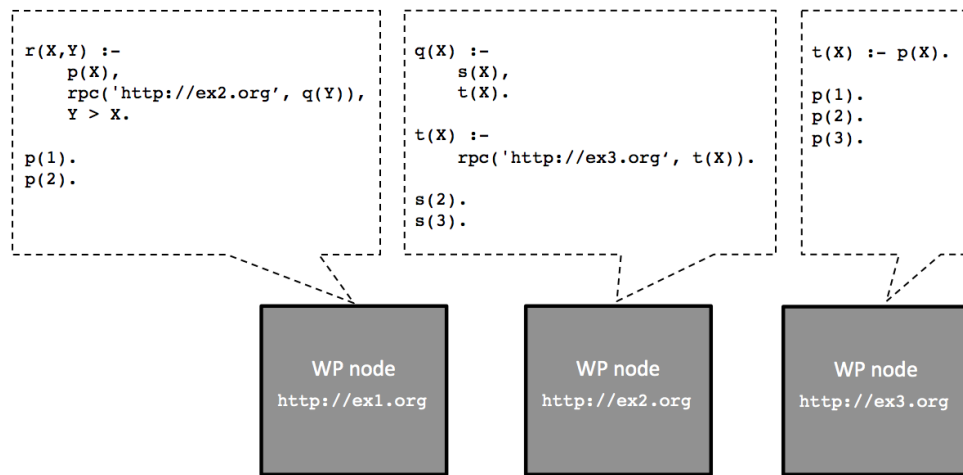 r(X,Y) :-
    p(X),
    rpc('http://ex2.org’, q(Y)),
    Y > X.
p(1).
p(2).
q(X) :-
    s(X),
    t(X).
t(X) :-
    rpc('http://ex3.org‘, t(X)).
s(2).
s(3).
t(X) :- p(X).
p(1).
p(2).
p(3).
WP node
http://ex1.org
WP node
http://ex2.org
WP node
http://ex3.org